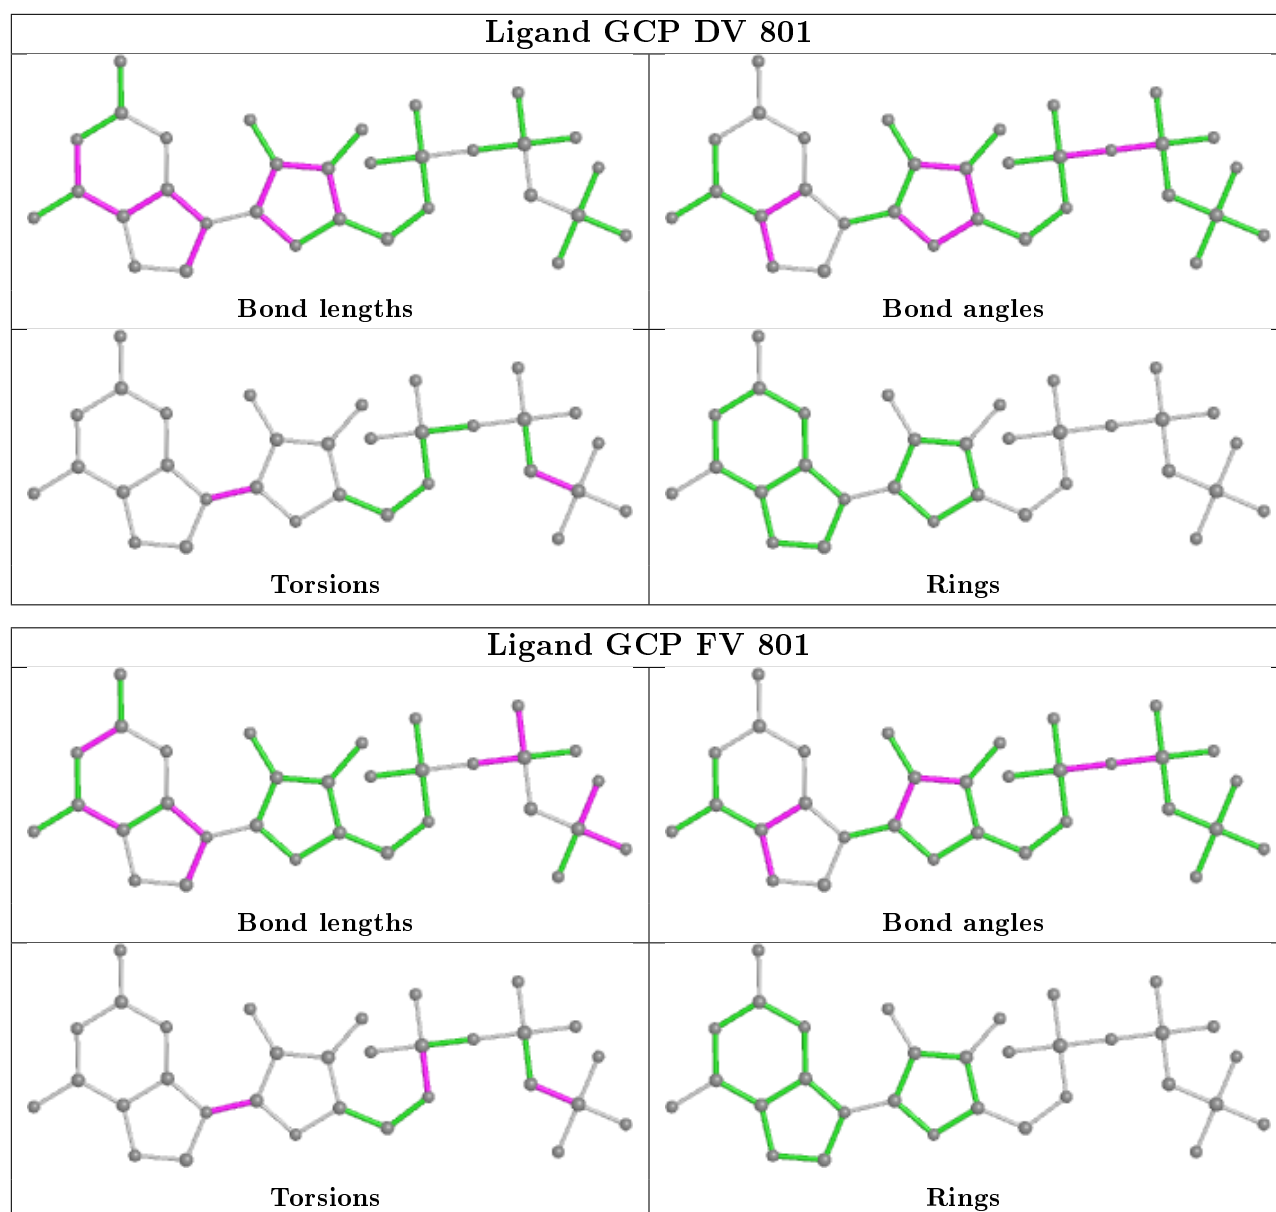 Ligand GCP DV 801
Bond lengths
Bond angles
Torsions
Rings
Ligand GCP FV 801
Bond lengths
Bond angles
Torsions
Rings